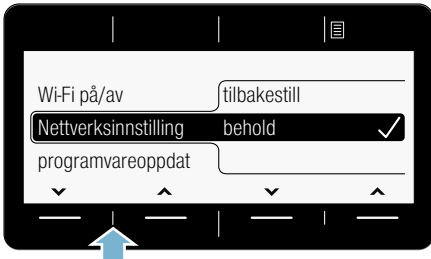 Wi-Fi på/av tilbakestill
Nettverksinnstilling behold
programvareoppdat